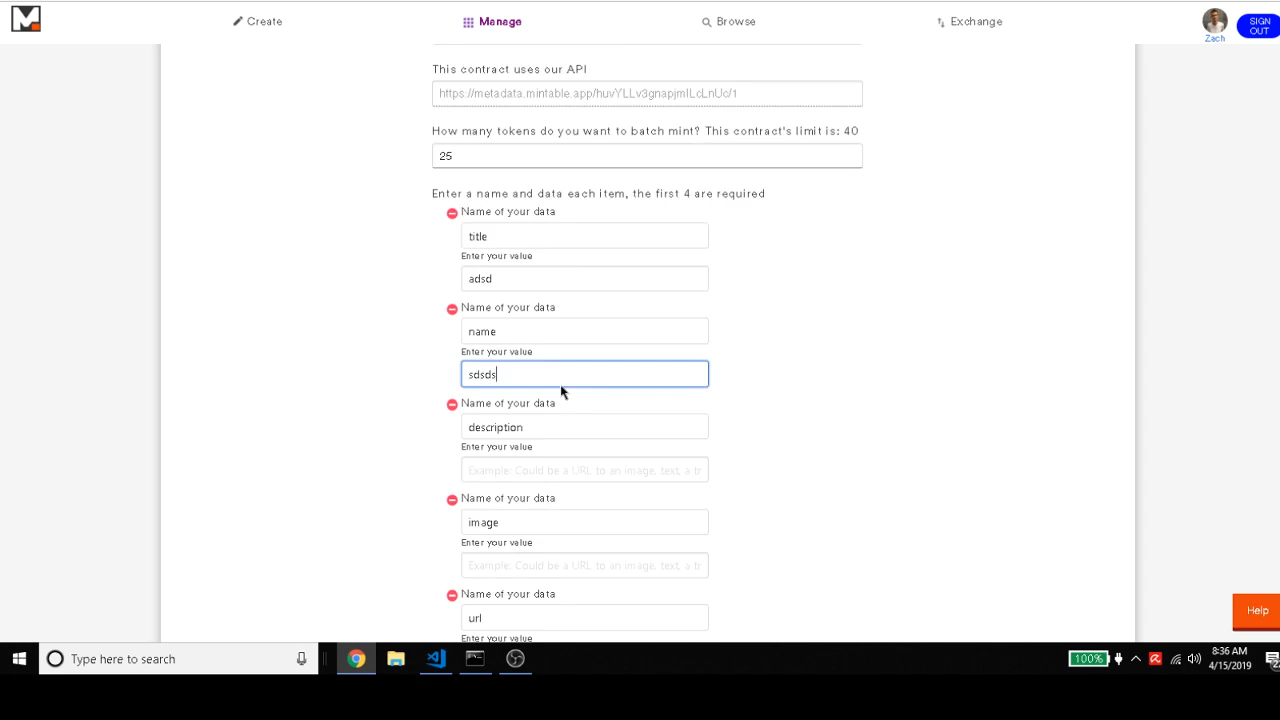 Create
Manage
Browse
Exchange
Zach
SIGN OUT
This contract uses our API
https://metadata.mintable.app/huvYLLv3gnapjmILcLnUc/1
How many tokens do you want to batch mint? This contract's limit is: 40
25
Enter a name and data each item, the first 4 are required
Name of your data
title
Enter your value
adsd
Name of your data
name
Enter your value
sdsds
Name of your data
description
Enter your value
Example: Could be a URL to an image, text, a tr
Name of your data
image
Enter your value
Example: Could be a URL to an image, text, a tr
Name of your data
url
Enter your value
Help
Type here to search
100%
8:36 AM
4/15/2019